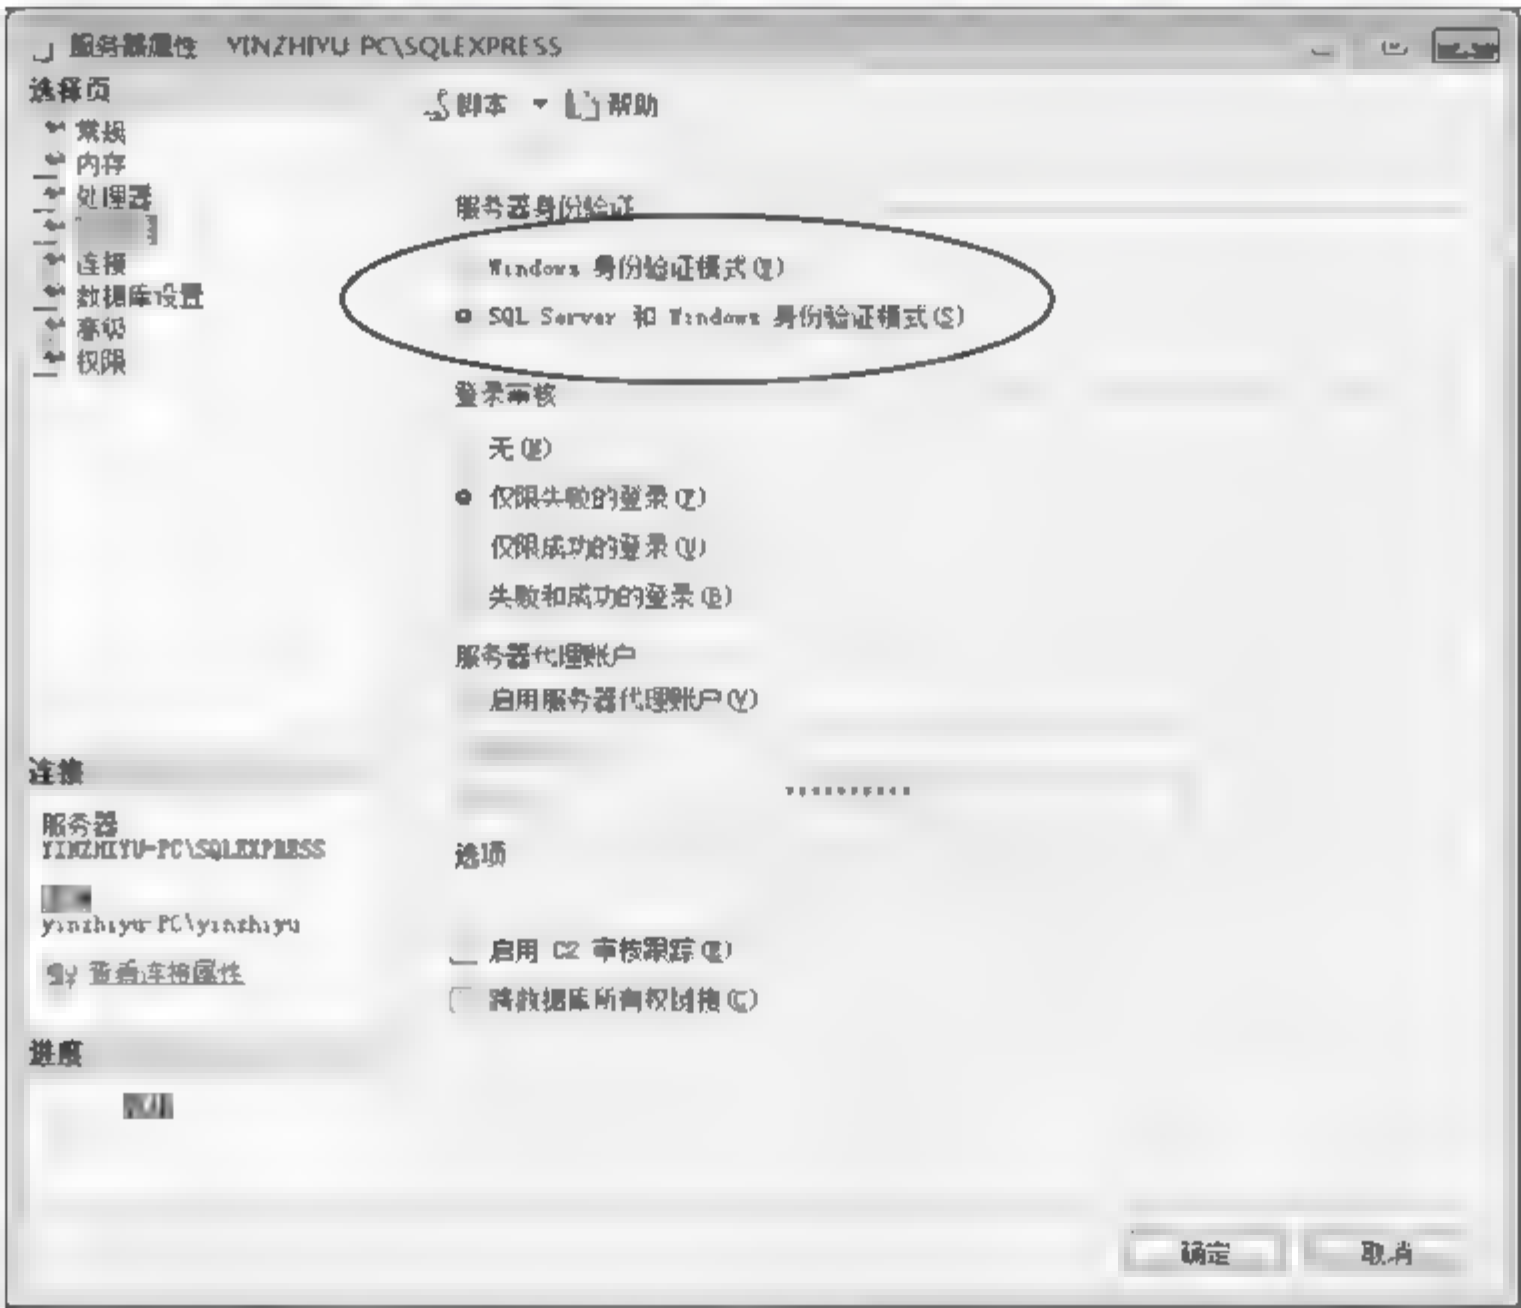 服务器属性 YINZHIYU-PC\SQLEXPRESS
选择页
常规
内存
处理器
连接
数据库设置
高级
权限
脚本 帮助
服务器身份验证
Windows 身份验证模式(W)
SQL Server 和 Windows 身份验证模式(S)
登录审核
无(N)
仅限失败的登录(F)
仅限成功的登录(U)
失败和成功的登录(B)
服务器代理账户
启用服务器代理账户(Y)
选项
启用 C2 审核跟踪(E)
跨数据库所有权链接(C)
连接
服务器
YINZHIYU-PC\SQLEXPRESS
yinzhiyu-PC\yinzhiyu
查看连接属性
进度
确定 取消